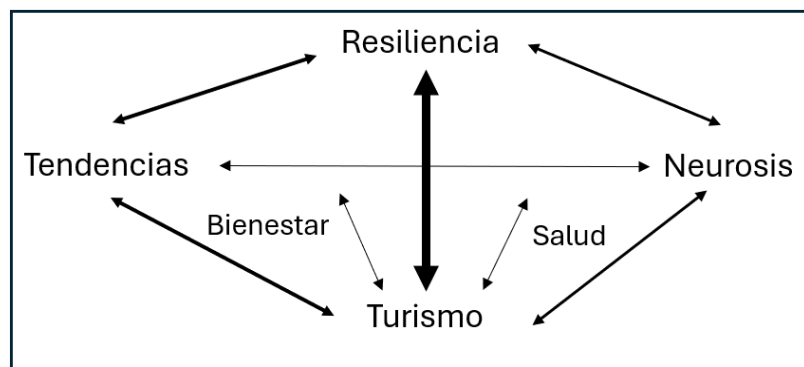 Resiliencia
Tendencias
Neurosis
Bienestar
Salud
Turismo